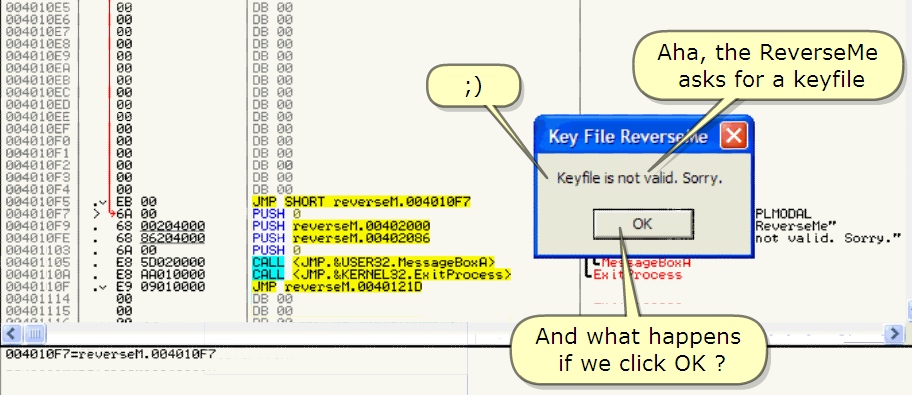 004010E5 00 DB 00
004010E6 00 DB 00
004010E7 00 DB 00
004010E8 00 DB 00
004010E9 00 DB 00
004010EA 00 DB 00
004010EB 00 DB 00
004010EC 00 DB 00
004010ED 00 DB 00
004010EE 00 DB 00
004010EF 00 DB 00
004010F0 00 DB 00
004010F1 00 DB 00
004010F2 00 DB 00
004010F3 00 DB 00
004010F4 00 DB 00
004010F5 EB 00 JMP SHORT reverseM.004010F7
004010F7 > 6A 00 PUSH 0 PLMODAL
004010F9 . 68 00204000 PUSH reverseM.00402000 ReverseMe"
004010FE . 68 86204000 PUSH reverseM.00402086 not valid. Sorry."
00401103 . 6A 00 PUSH 0
00401105 . E8 5D020000 CALL <JMP.&USER32.MessageBoxA> MessageBoxA
0040110A . E8 AA010000 CALL <JMP.&KERNEL32.ExitProcess> ExitProcess
0040110F . E9 09010000 JMP reverseM.0040121D
00401114 00 DB 00
00401115 00 DB 00
004010F7=reverseM.004010F7
;)
Aha, the ReverseMe
asks for a keyfile
Key File ReverseMe
Keyfile is not valid. Sorry.
OK
And what happens
if we click OK ?